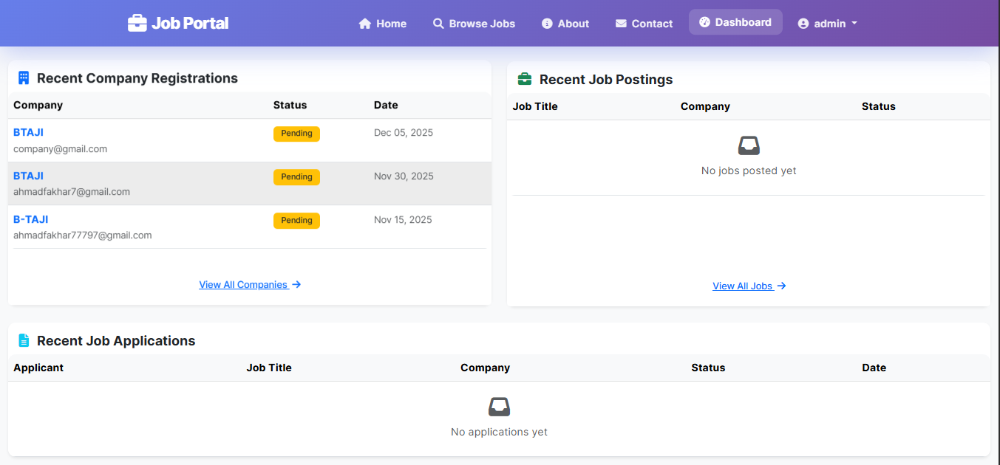 Job Portal Home Browse Jobs About Contact Dashboard admin
Recent Company Registrations
Company Status Date
BTAJI Pending Dec 05, 2025
company@gmail.com
BTAJI Pending Nov 30, 2025
ahmadfakhar7@gmail.com
B-TAJI Pending Nov 15, 2025
ahmadfakhar77797@gmail.com
View All Companies →
Recent Job Postings
Job Title Company Status
No jobs posted yet
View All Jobs →
Recent Job Applications
Applicant Job Title Company Status Date
No applications yet